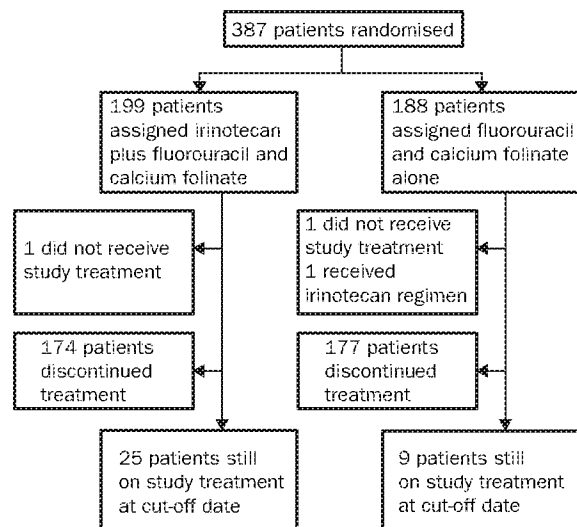 387 patients randomised
199 patients
assigned irinotecan
plus fluorouracil and
calcium folinate
188 patients
assigned fluorouracil
and calcium folinate
alone
1 did not receive
study treatment
1 did not receive
study treatment
1 received
irinotecan regimen
174 patients
discontinued
treatment
177 patients
discontinued
treatment
25 patients still
on study treatment
at cut-off date
9 patients still
on study treatment
at cut-off date